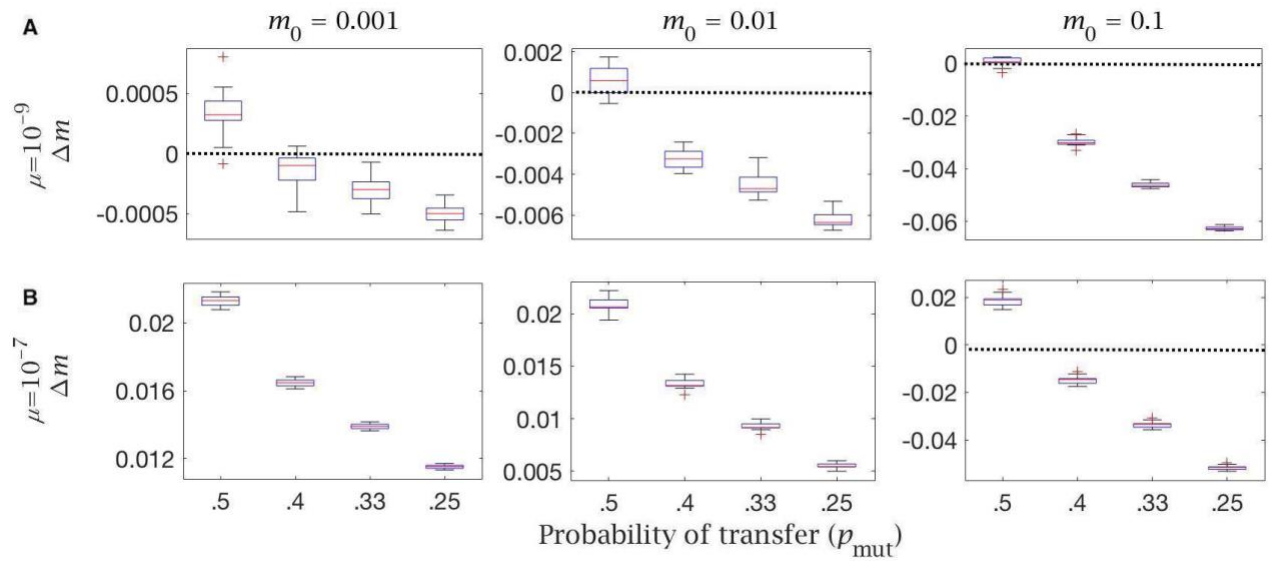 A
m0 = 0.001
m0 = 0.01
m0 = 0.1
μ=10−9
Δm
0.0005
0
-0.0005
0.002
0
-0.002
-0.004
-0.006
0
-0.02
-0.04
-0.06
B
μ=10−7
Δm
0.02
0.016
0.012
0.02
0.015
0.01
0.005
0.02
0
-0.02
-0.04
.5 .4 .33 .25
.5 .4 .33 .25
.5 .4 .33 .25
Probability of transfer (pmut)